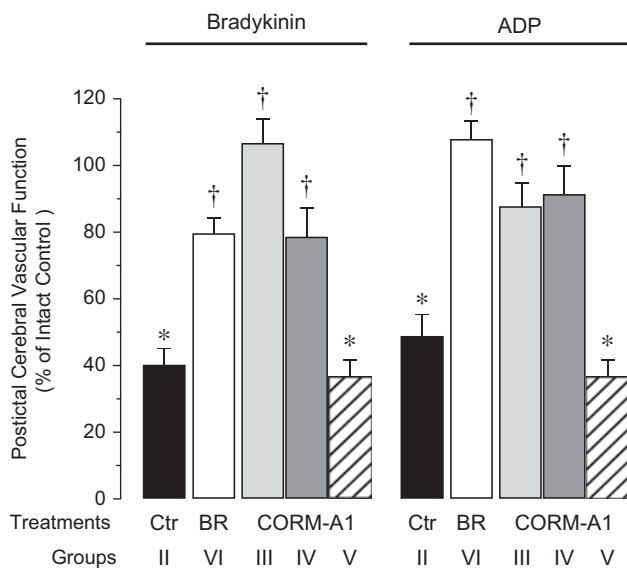 Bradykinin ADP
Postictal Cerebral Vascular Function
(% of Intact Control )
120
100
80
60
40
20
0
† † † † † †
* * * *
Treatments Ctr BR CORM-A1 Ctr BR CORM-A1
Groups II VI III IV V II VI III IV V